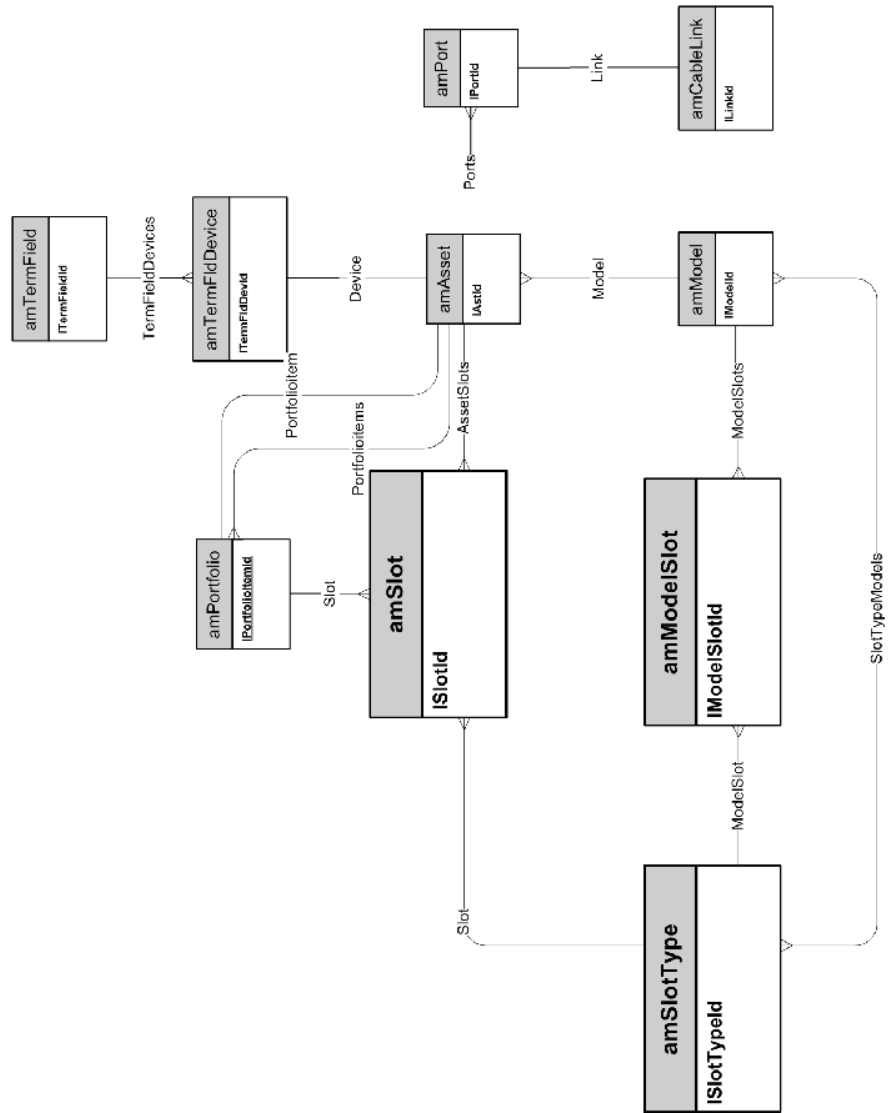 amTermField
lTermFieldId
TermFieldDevices
amTermFldDevice
lTermFldDevId
Device
Portfolioitem
Portfolioitems
amPortfolio
lPortfolioItemId
Slot
amAsset
lAstId
AssetSlots
amSlot
lSlotId
Slot
amPort
lPortId
Ports
Link
amCableLink
lLinkId
Model
amModel
lModelId
ModelSlots
amModelSlot
lModelSlotId
ModelSlot
amSlotType
lSlotTypeId
SlotTypeModels